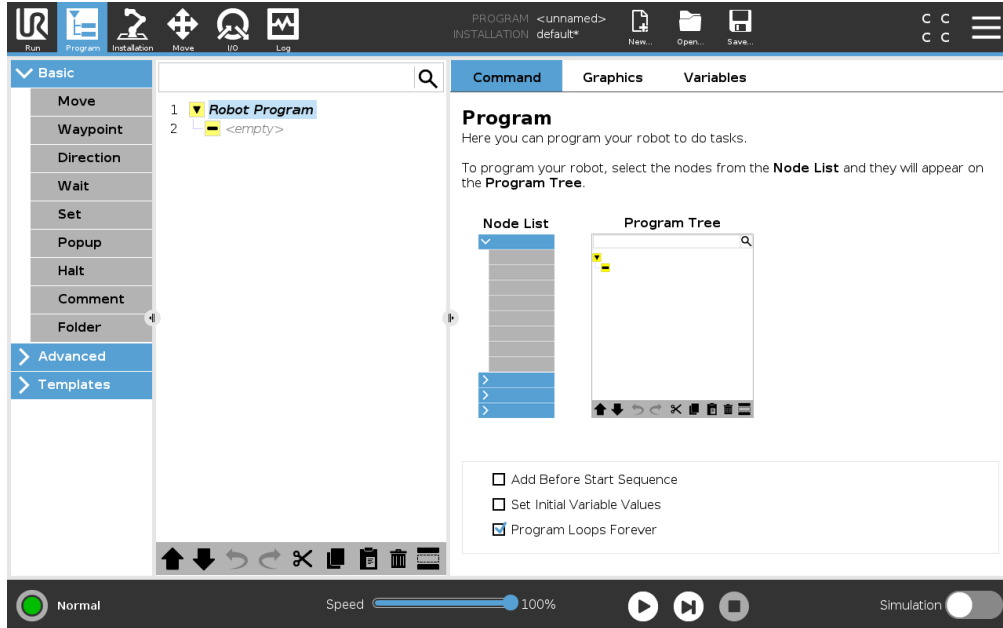 UR
Run
Program
Installation
Move
I/O
Log
PROGRAM <unnamed>
INSTALLATION default*
New...
Open...
Save...
C C
C C
Basic
Move
Waypoint
Direction
Wait
Set
Popup
Halt
Comment
Folder
Advanced
Templates
1 Robot Program
2 <empty>
Command Graphics Variables
Program
Here you can program your robot to do tasks.
To program your robot, select the nodes from the Node List and they will appear on
the Program Tree.
Node List
Program Tree
Add Before Start Sequence
Set Initial Variable Values
Program Loops Forever
Normal
Speed
100%
Simulation